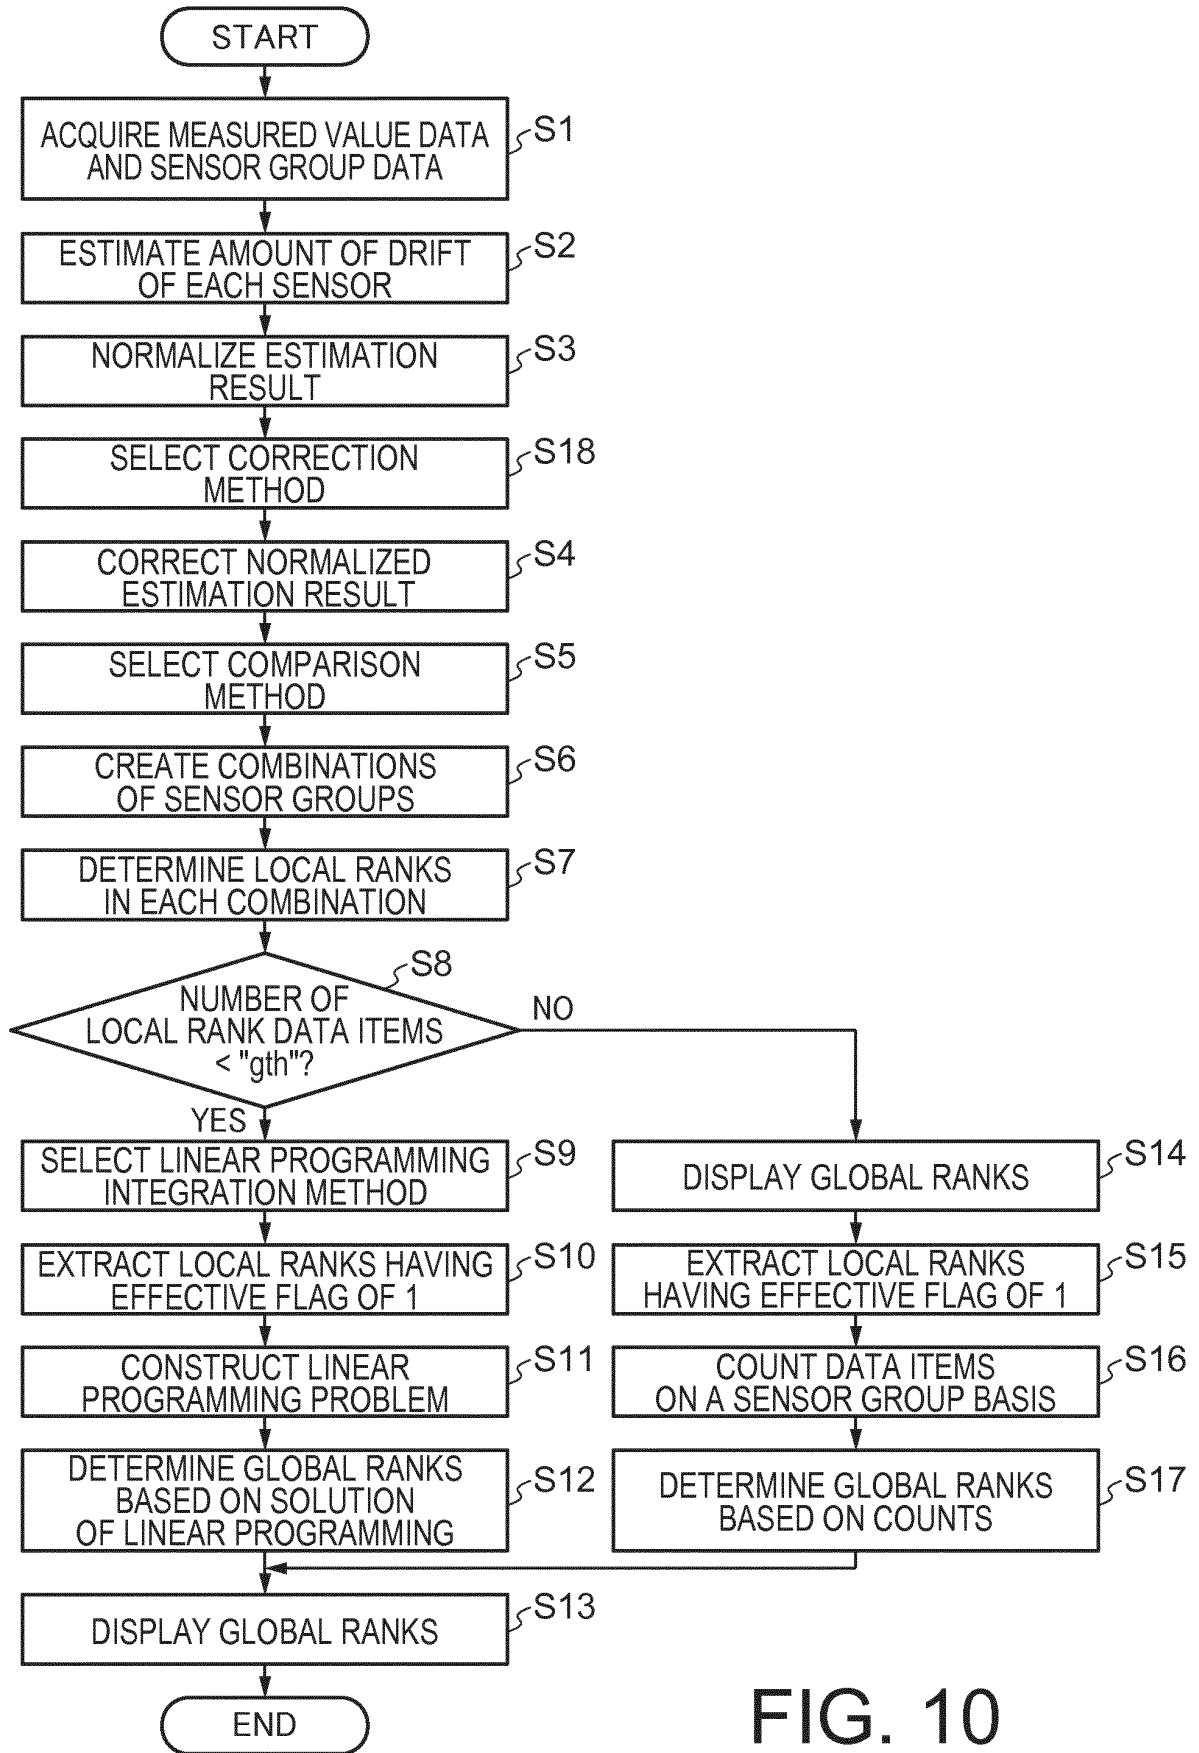 START
ACQUIRE MEASURED VALUE DATA
AND SENSOR GROUP DATA
S1
ESTIMATE AMOUNT OF DRIFT
OF EACH SENSOR
S2
NORMALIZE ESTIMATION
RESULT
S3
SELECT CORRECTION
METHOD
S18
CORRECT NORMALIZED
ESTIMATION RESULT
S4
SELECT COMPARISON
METHOD
S5
CREATE COMBINATIONS
OF SENSOR GROUPS
S6
DETERMINE LOCAL RANKS
IN EACH COMBINATION
S7
NUMBER OF
LOCAL RANK DATA ITEMS
< "gth"?
S8
NO
YES
SELECT LINEAR PROGRAMMING
INTEGRATION METHOD
S9
EXTRACT LOCAL RANKS HAVING
EFFECTIVE FLAG OF 1
S10
CONSTRUCT LINEAR
PROGRAMMING PROBLEM
S11
DETERMINE GLOBAL RANKS
BASED ON SOLUTION
OF LINEAR PROGRAMMING
S12
DISPLAY GLOBAL RANKS
S14
EXTRACT LOCAL RANKS
HAVING EFFECTIVE FLAG OF 1
S15
COUNT DATA ITEMS
ON A SENSOR GROUP BASIS
S16
DETERMINE GLOBAL RANKS
BASED ON COUNTS
S17
DISPLAY GLOBAL RANKS
S13
END
FIG. 10